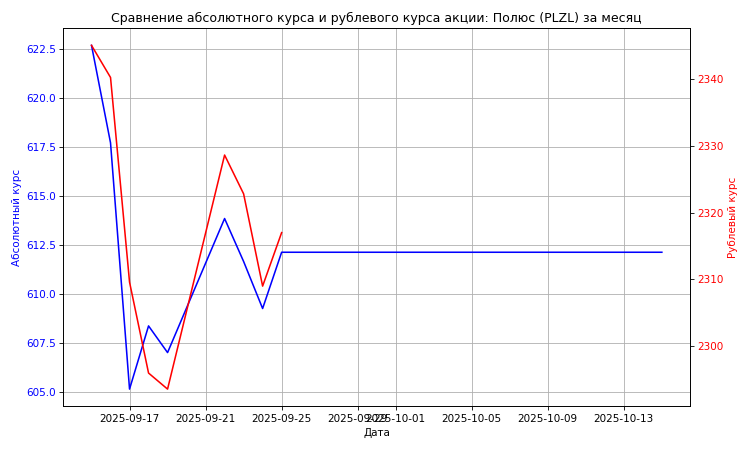 Сравнение абсолютного курса и рублевого курса акции: Полюс (PLZL) за месяц
622.5
620.0
617.5
615.0
612.5
610.0
607.5
605.0
Абсолютный курс
2340
2330
2320
2310
2300
Рублевый курс
2025-09-17 2025-09-21 2025-09-25 2025-09-29 2025-10-01 2025-10-05 2025-10-09 2025-10-13
Дата